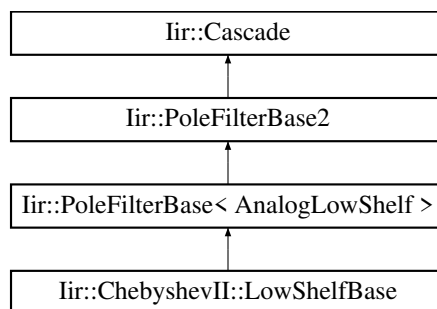 Iir::Cascade
Iir::PoleFilterBase2
Iir::PoleFilterBase< AnalogLowShelf >
Iir::ChebyshevII::LowShelfBase